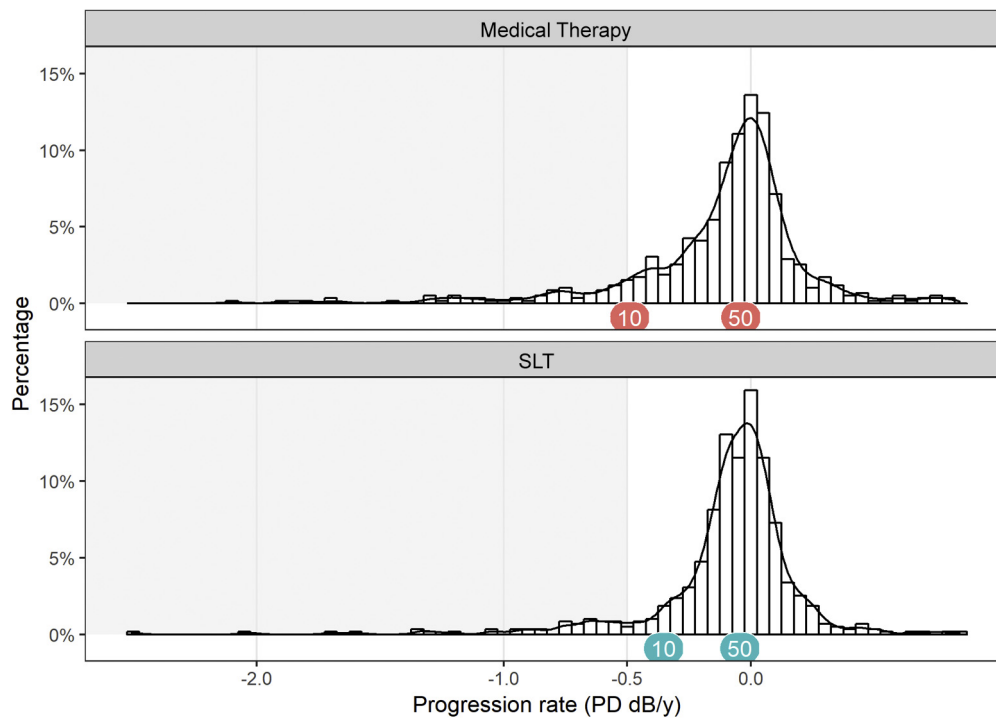 Medical Therapy
15%
10%
5%
0%
10 50
SLT
15%
10%
5%
0%
10 50
-2.0 -1.0 -0.5 0.0
Progression rate (PD dB/y)
Percentage